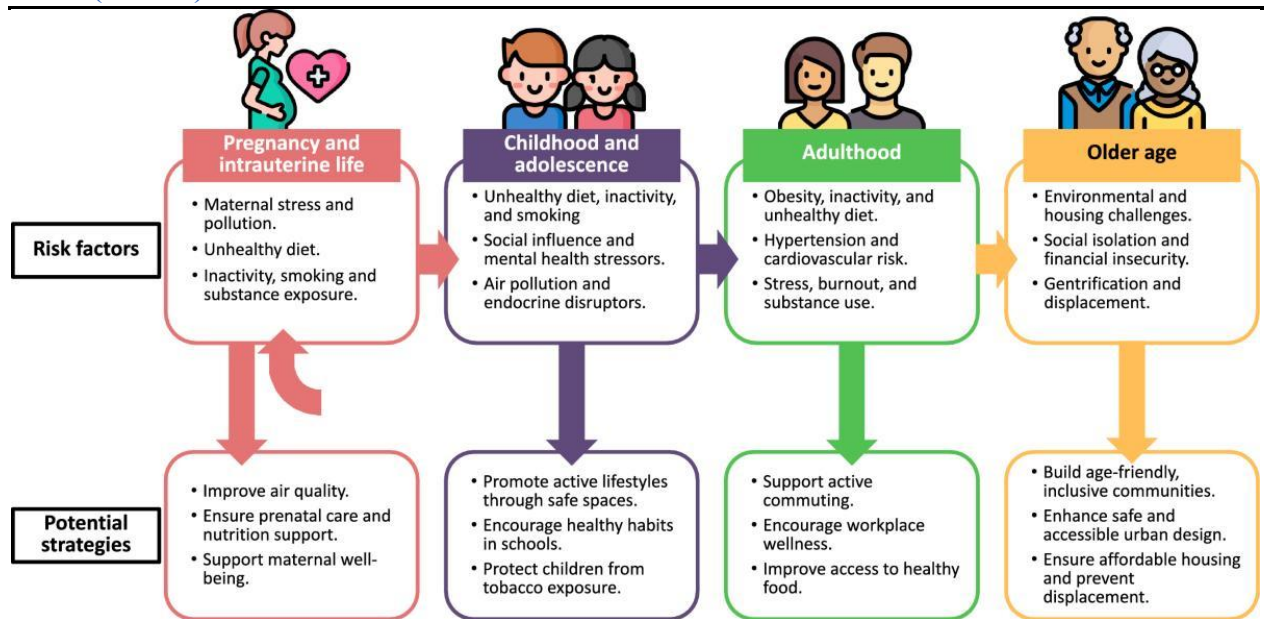 Pregnancy and
intrauterine life
Childhood and
adolescence
Adulthood
Older age
Risk factors
• Maternal stress and
pollution.
• Unhealthy diet.
• Inactivity, smoking and
substance exposure.
• Unhealthy diet, inactivity,
and smoking
• Social influence and
mental health stressors.
• Air pollution and
endocrine disruptors.
• Obesity, inactivity, and
unhealthy diet.
• Hypertension and
cardiovascular risk.
• Stress, burnout, and
substance use.
• Environmental and
housing challenges.
• Social isolation and
financial insecurity.
• Gentrification and
displacement.
Potential
strategies
• Improve air quality.
• Ensure prenatal care and
nutrition support.
• Support maternal well-
being.
• Promote active lifestyles
through safe spaces.
• Encourage healthy habits
in schools.
• Protect children from
tobacco exposure.
• Support active
commuting.
• Encourage workplace
wellness.
• Improve access to healthy
food.
• Build age-friendly,
inclusive communities.
• Enhance safe and
accessible urban design.
• Ensure affordable housing
and prevent
displacement.